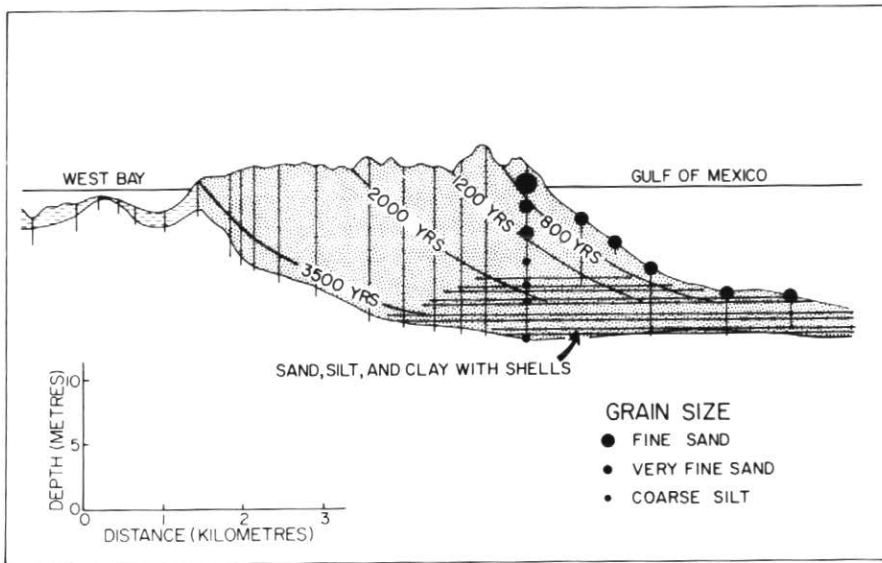 WEST BAY
GULF OF MEXICO
3500 YRS
2000 YRS
1200 YRS
800 YRS
SAND, SILT, AND CLAY WITH SHELLS
DEPTH (METRES)
10
5
0
0 1 2 3
DISTANCE (KILOMETRES)
GRAIN SIZE
FINE SAND
VERY FINE SAND
COARSE SILT